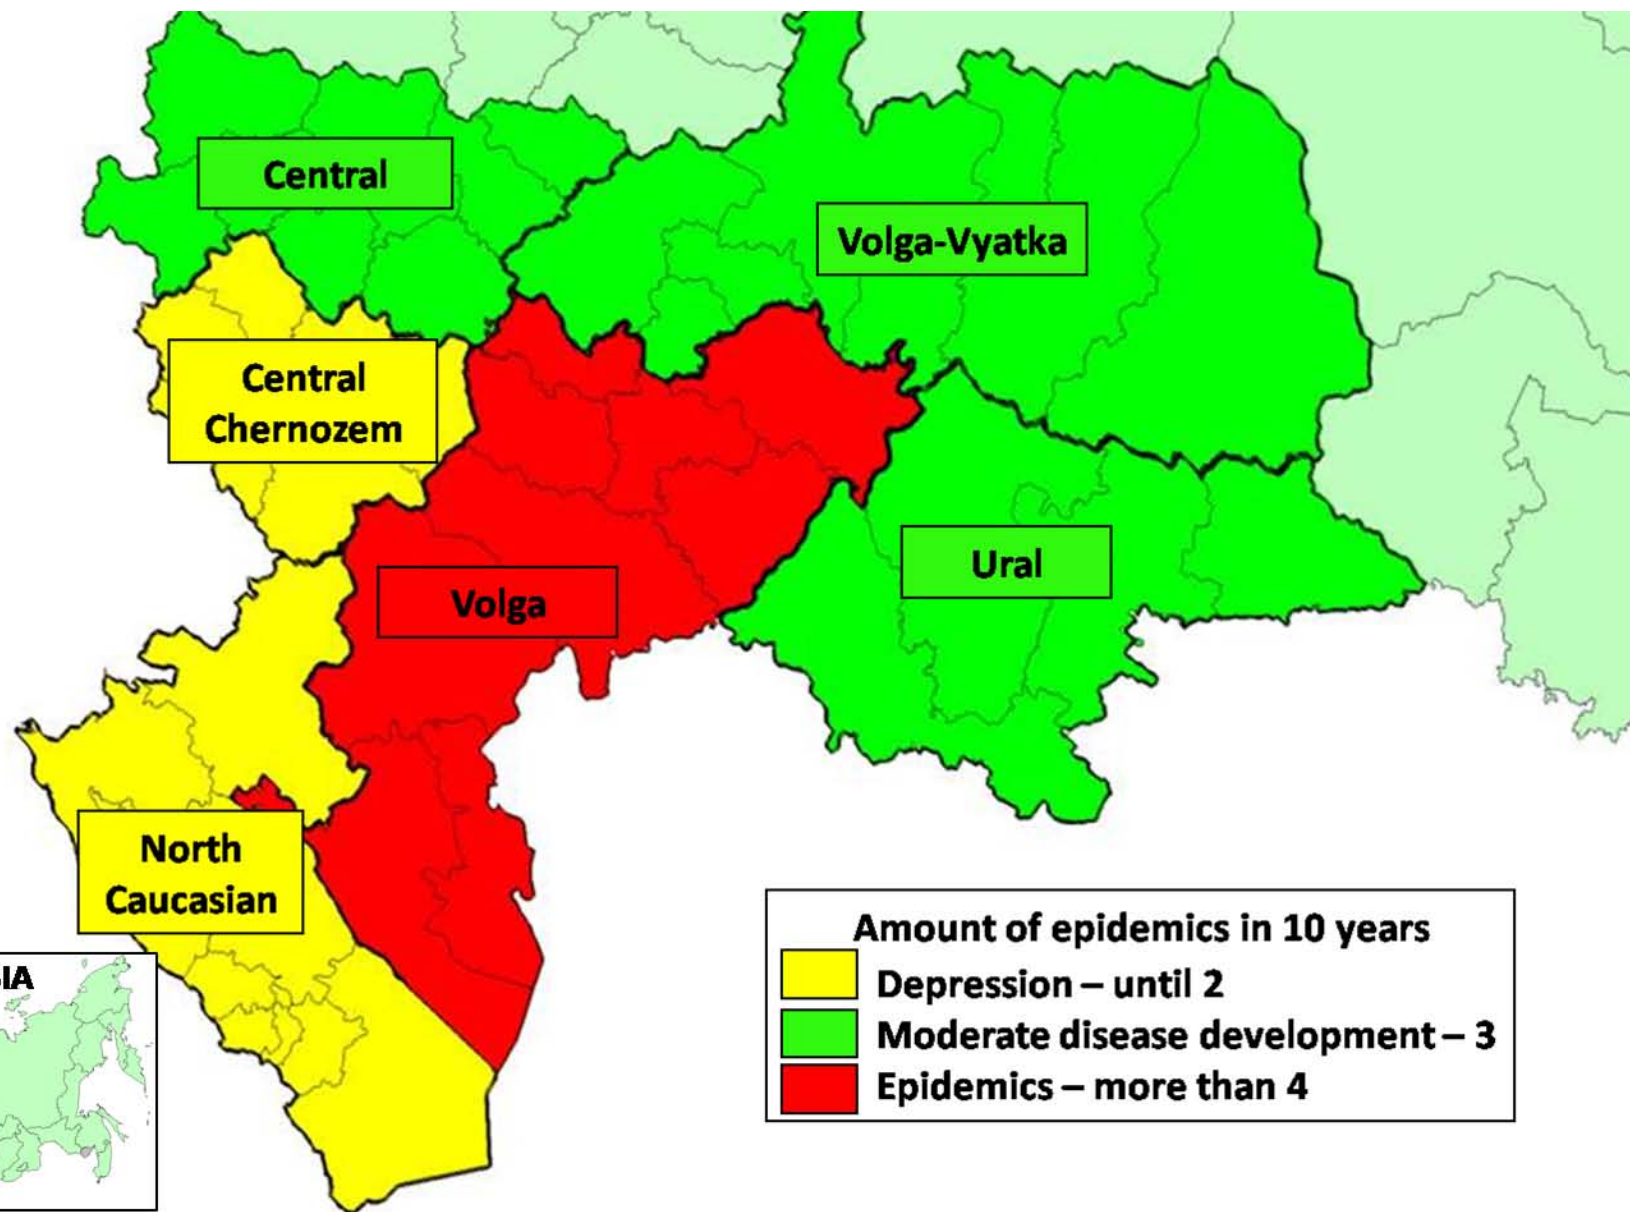 Central
Volga-Vyatka
Central
Chernozem
Ural
Volga
North
Caucasian
Amount of epidemics in 10 years
Depression – until 2
Moderate disease development – 3
Epidemics – more than 4